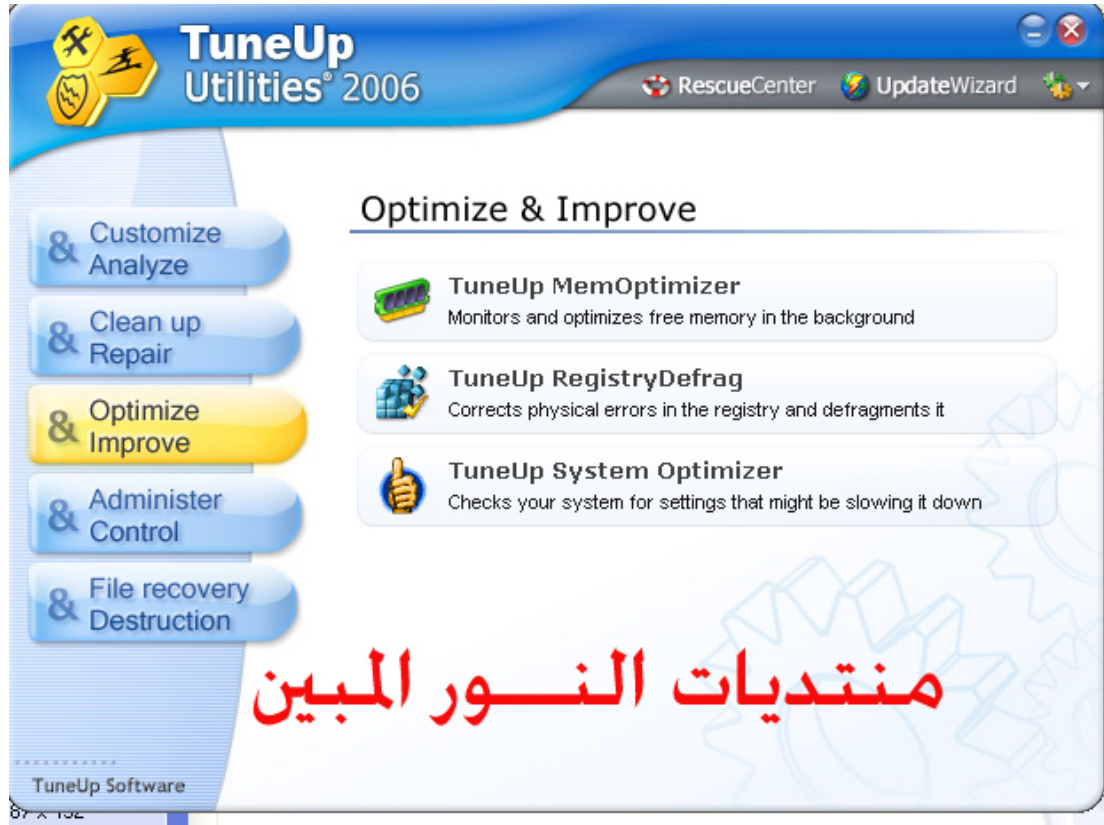 TuneUp
Utilities® 2006
RescueCenter UpdateWizard
Optimize & Improve
& Customize
Analyze
& Clean up
Repair
& Optimize
Improve
& Administer
Control
& File recovery
Destruction
TuneUp MemOptimizer
Monitors and optimizes free memory in the background
TuneUp RegistryDefrag
Corrects physical errors in the registry and defragments it
TuneUp System Optimizer
Checks your system for settings that might be slowing it down
منتديات النـــور المبين
TuneUp Software